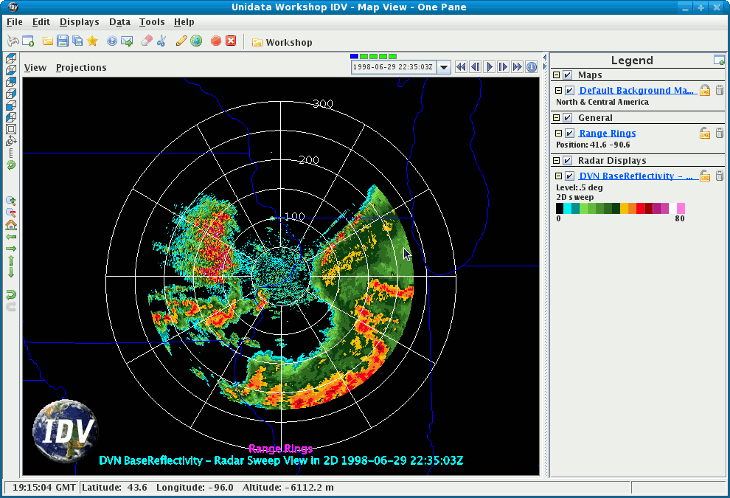 Unidata Workshop IDV - Map View - One Pane
File Edit Displays Data Tools Help
Workshop
View Projections
1998-06-29 22:35:03Z
300
200
100
IDV
Range Rings
DVN BaseReflectivity - Radar Sweep View in 2D 1998-06-29 22:35:03Z
Legend
Maps
Default Background Ma...
North & Central America
General
Range Rings
Position: 41.6 -90.6
Radar Displays
DVN BaseReflectivity - ...
Level: .5 deg
2D sweep
0 80
19:15:04 GMT Latitude: 43.6 Longitude: -96.0 Altitude: -6112.2 m